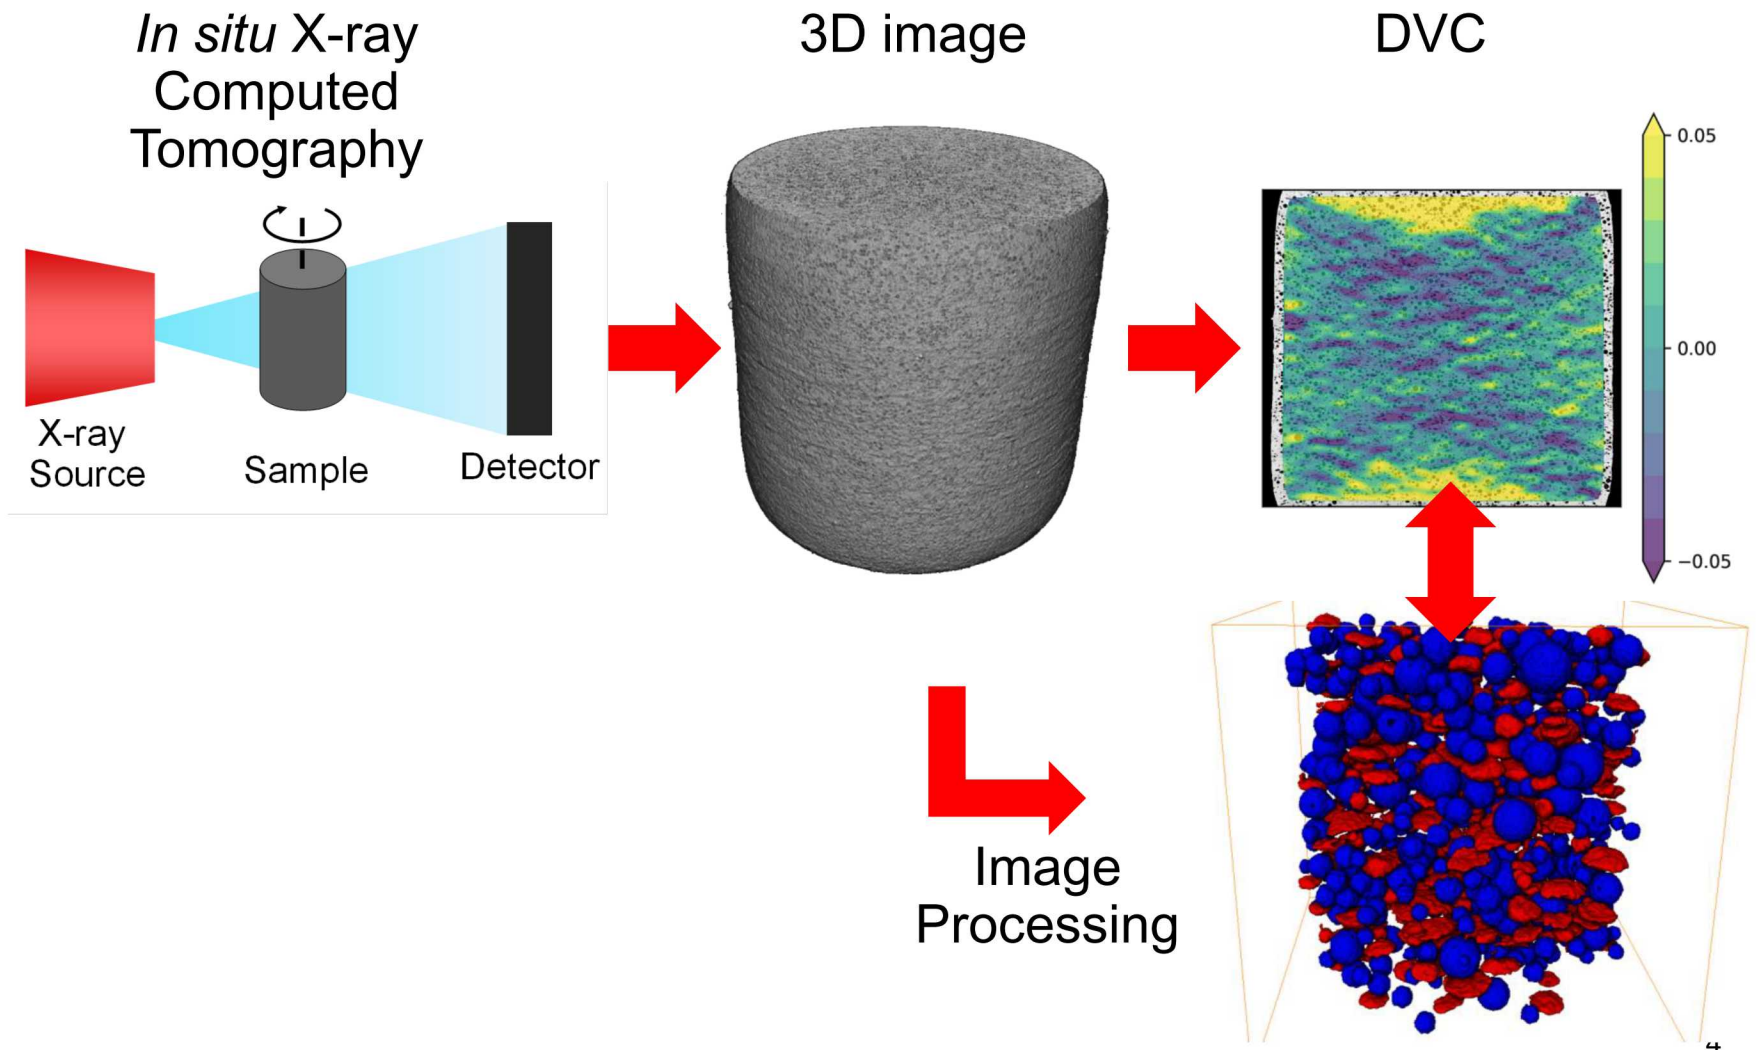 In situ X-ray
Computed
Tomography
3D image
DVC
X-ray
Source
Sample
Detector
0.05
0.00
−0.05
Image
Processing
4